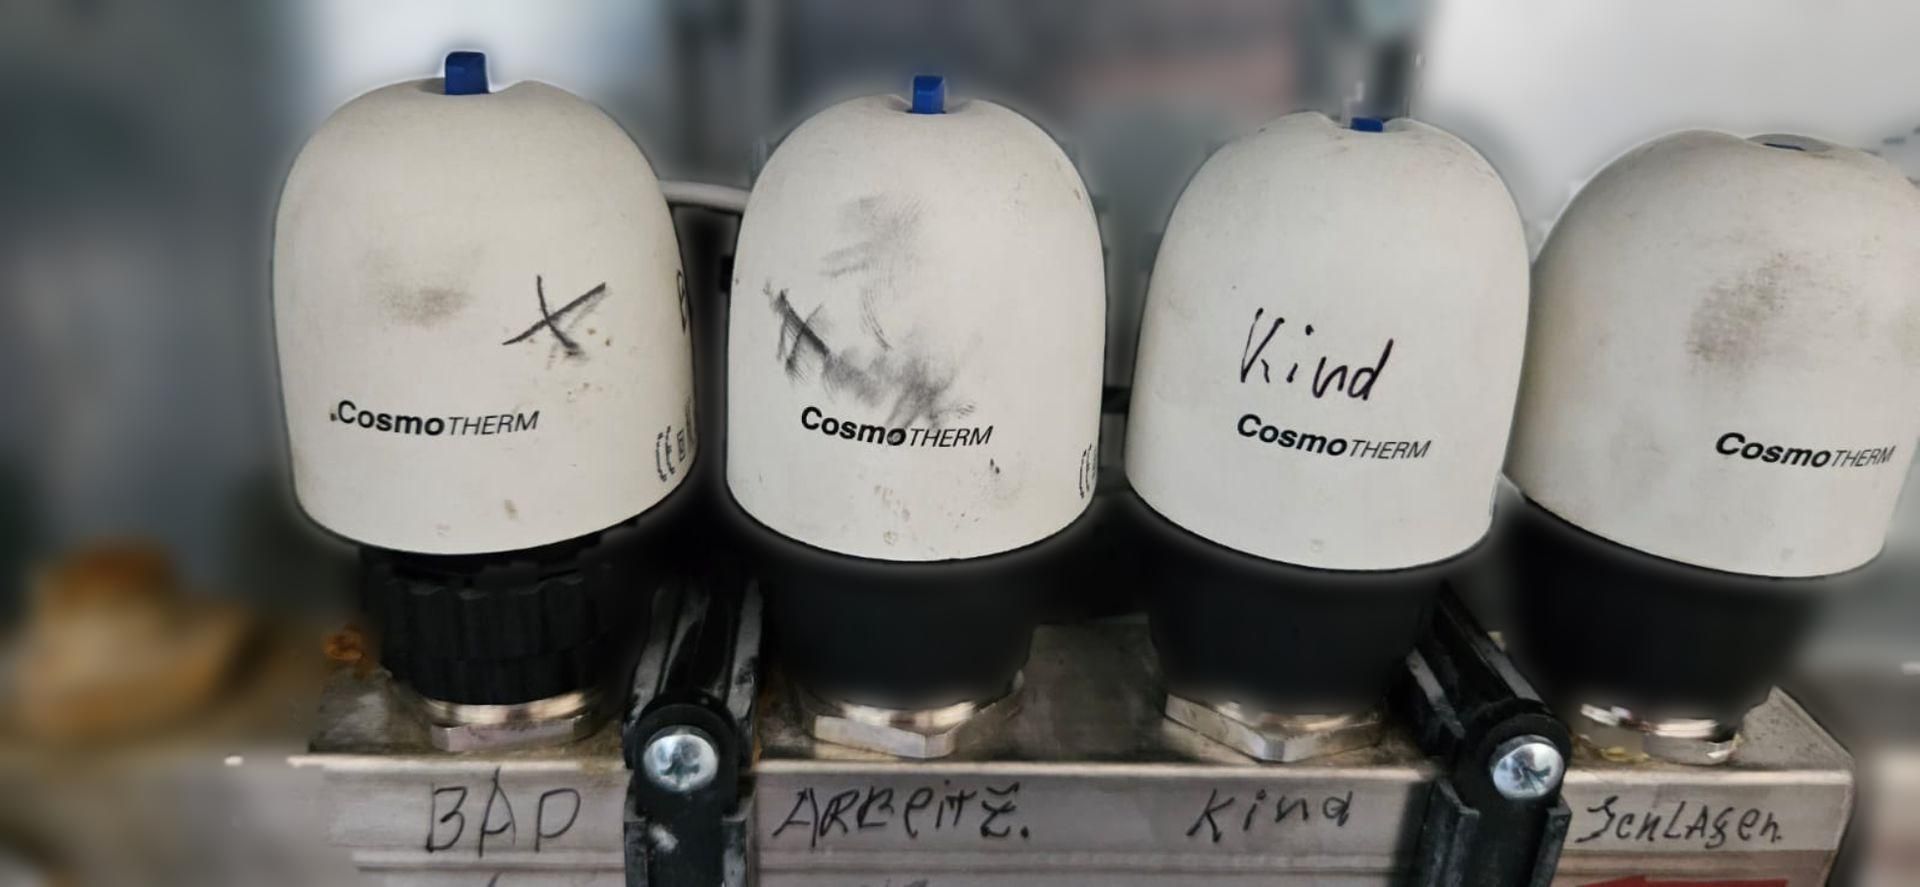 X
CosmoTHERM
X
CosmoTHERM
Kind
CosmoTHERM
CosmoTHERM
BAD
ARBEITZ.
Kind
SCHLAFEN